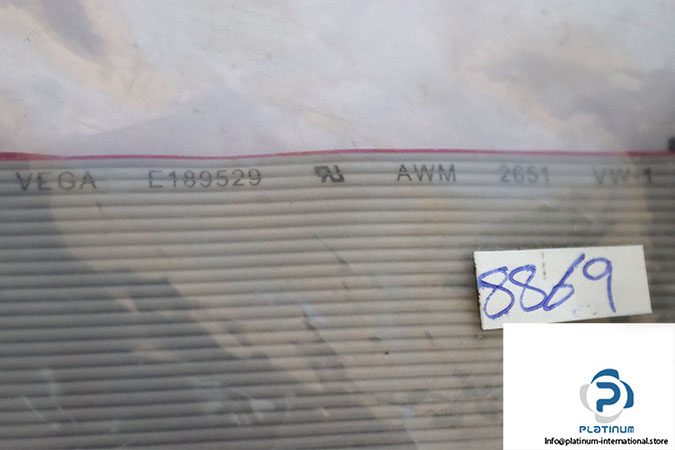 VEGA E189529 AWM 2651 VW-1
8869
PLATINUM
Info@platinum-international.store